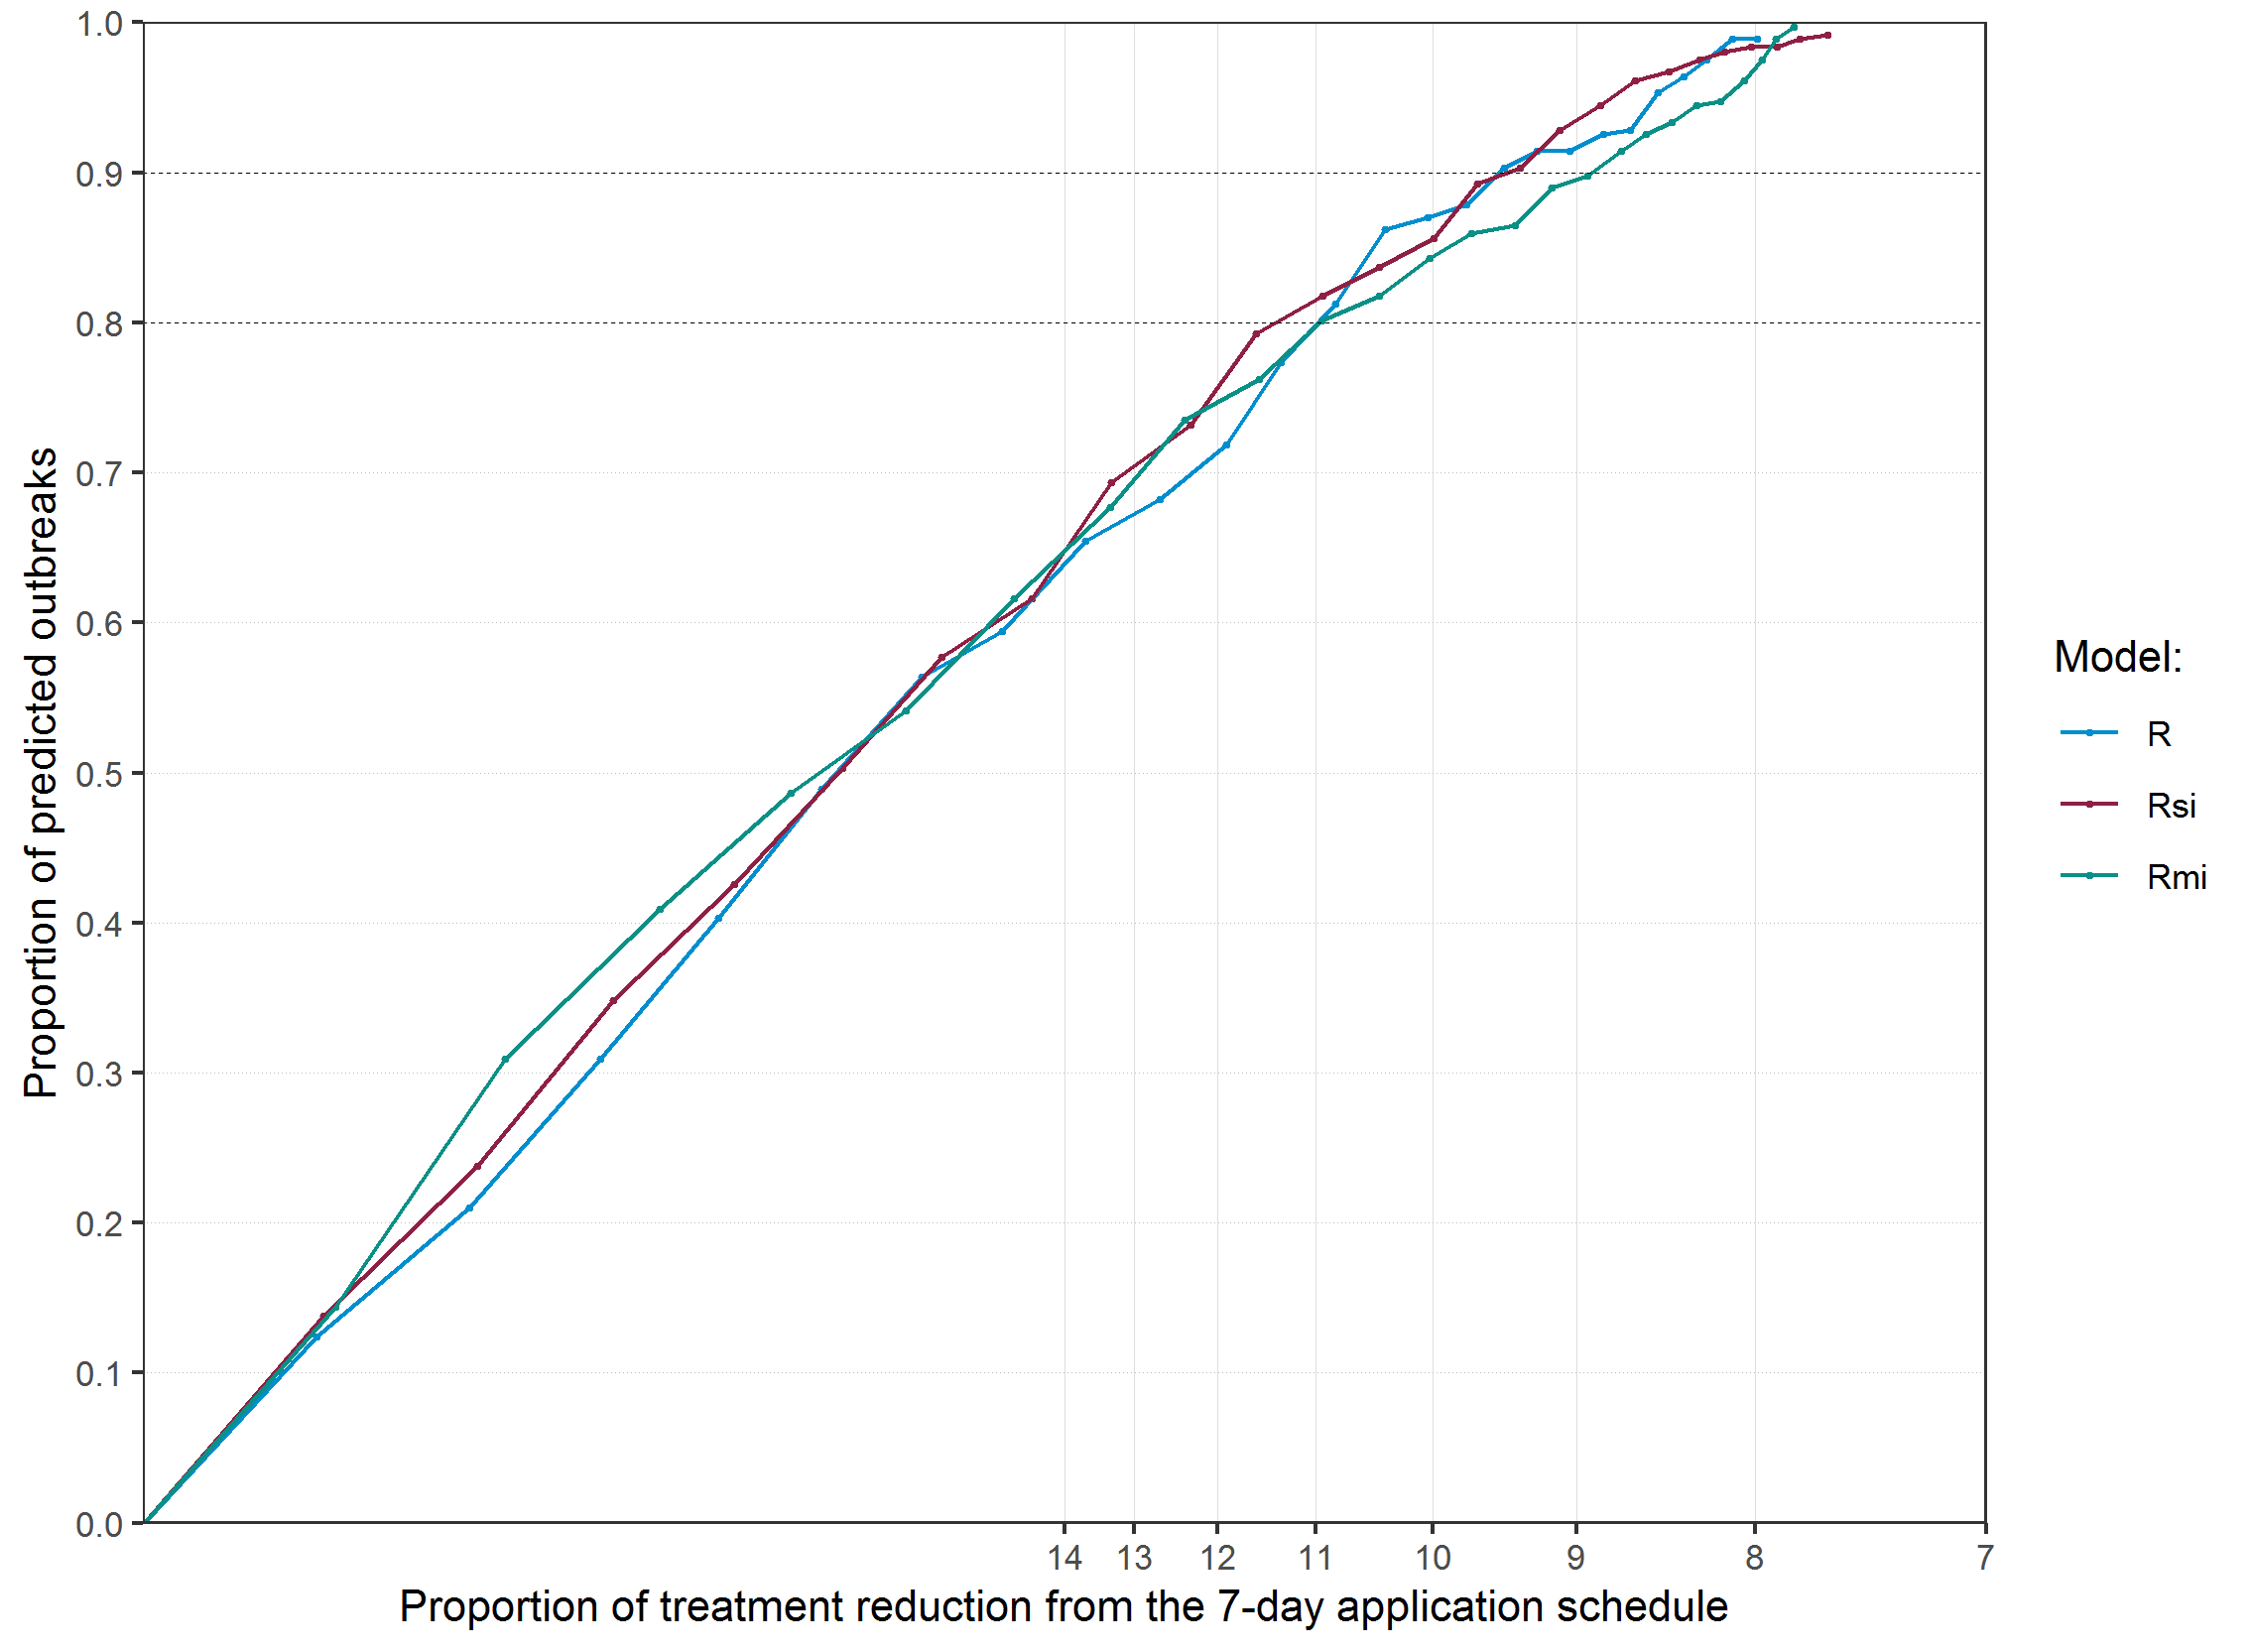 1.0
0.9
0.8
0.7
0.6
0.5
0.4
0.3
0.2
0.1
0.0
Proportion of predicted outbreaks
14 13 12 11 10 9 8 7
Proportion of treatment reduction from the 7-day application schedule
Model:
R
Rsi
Rmi